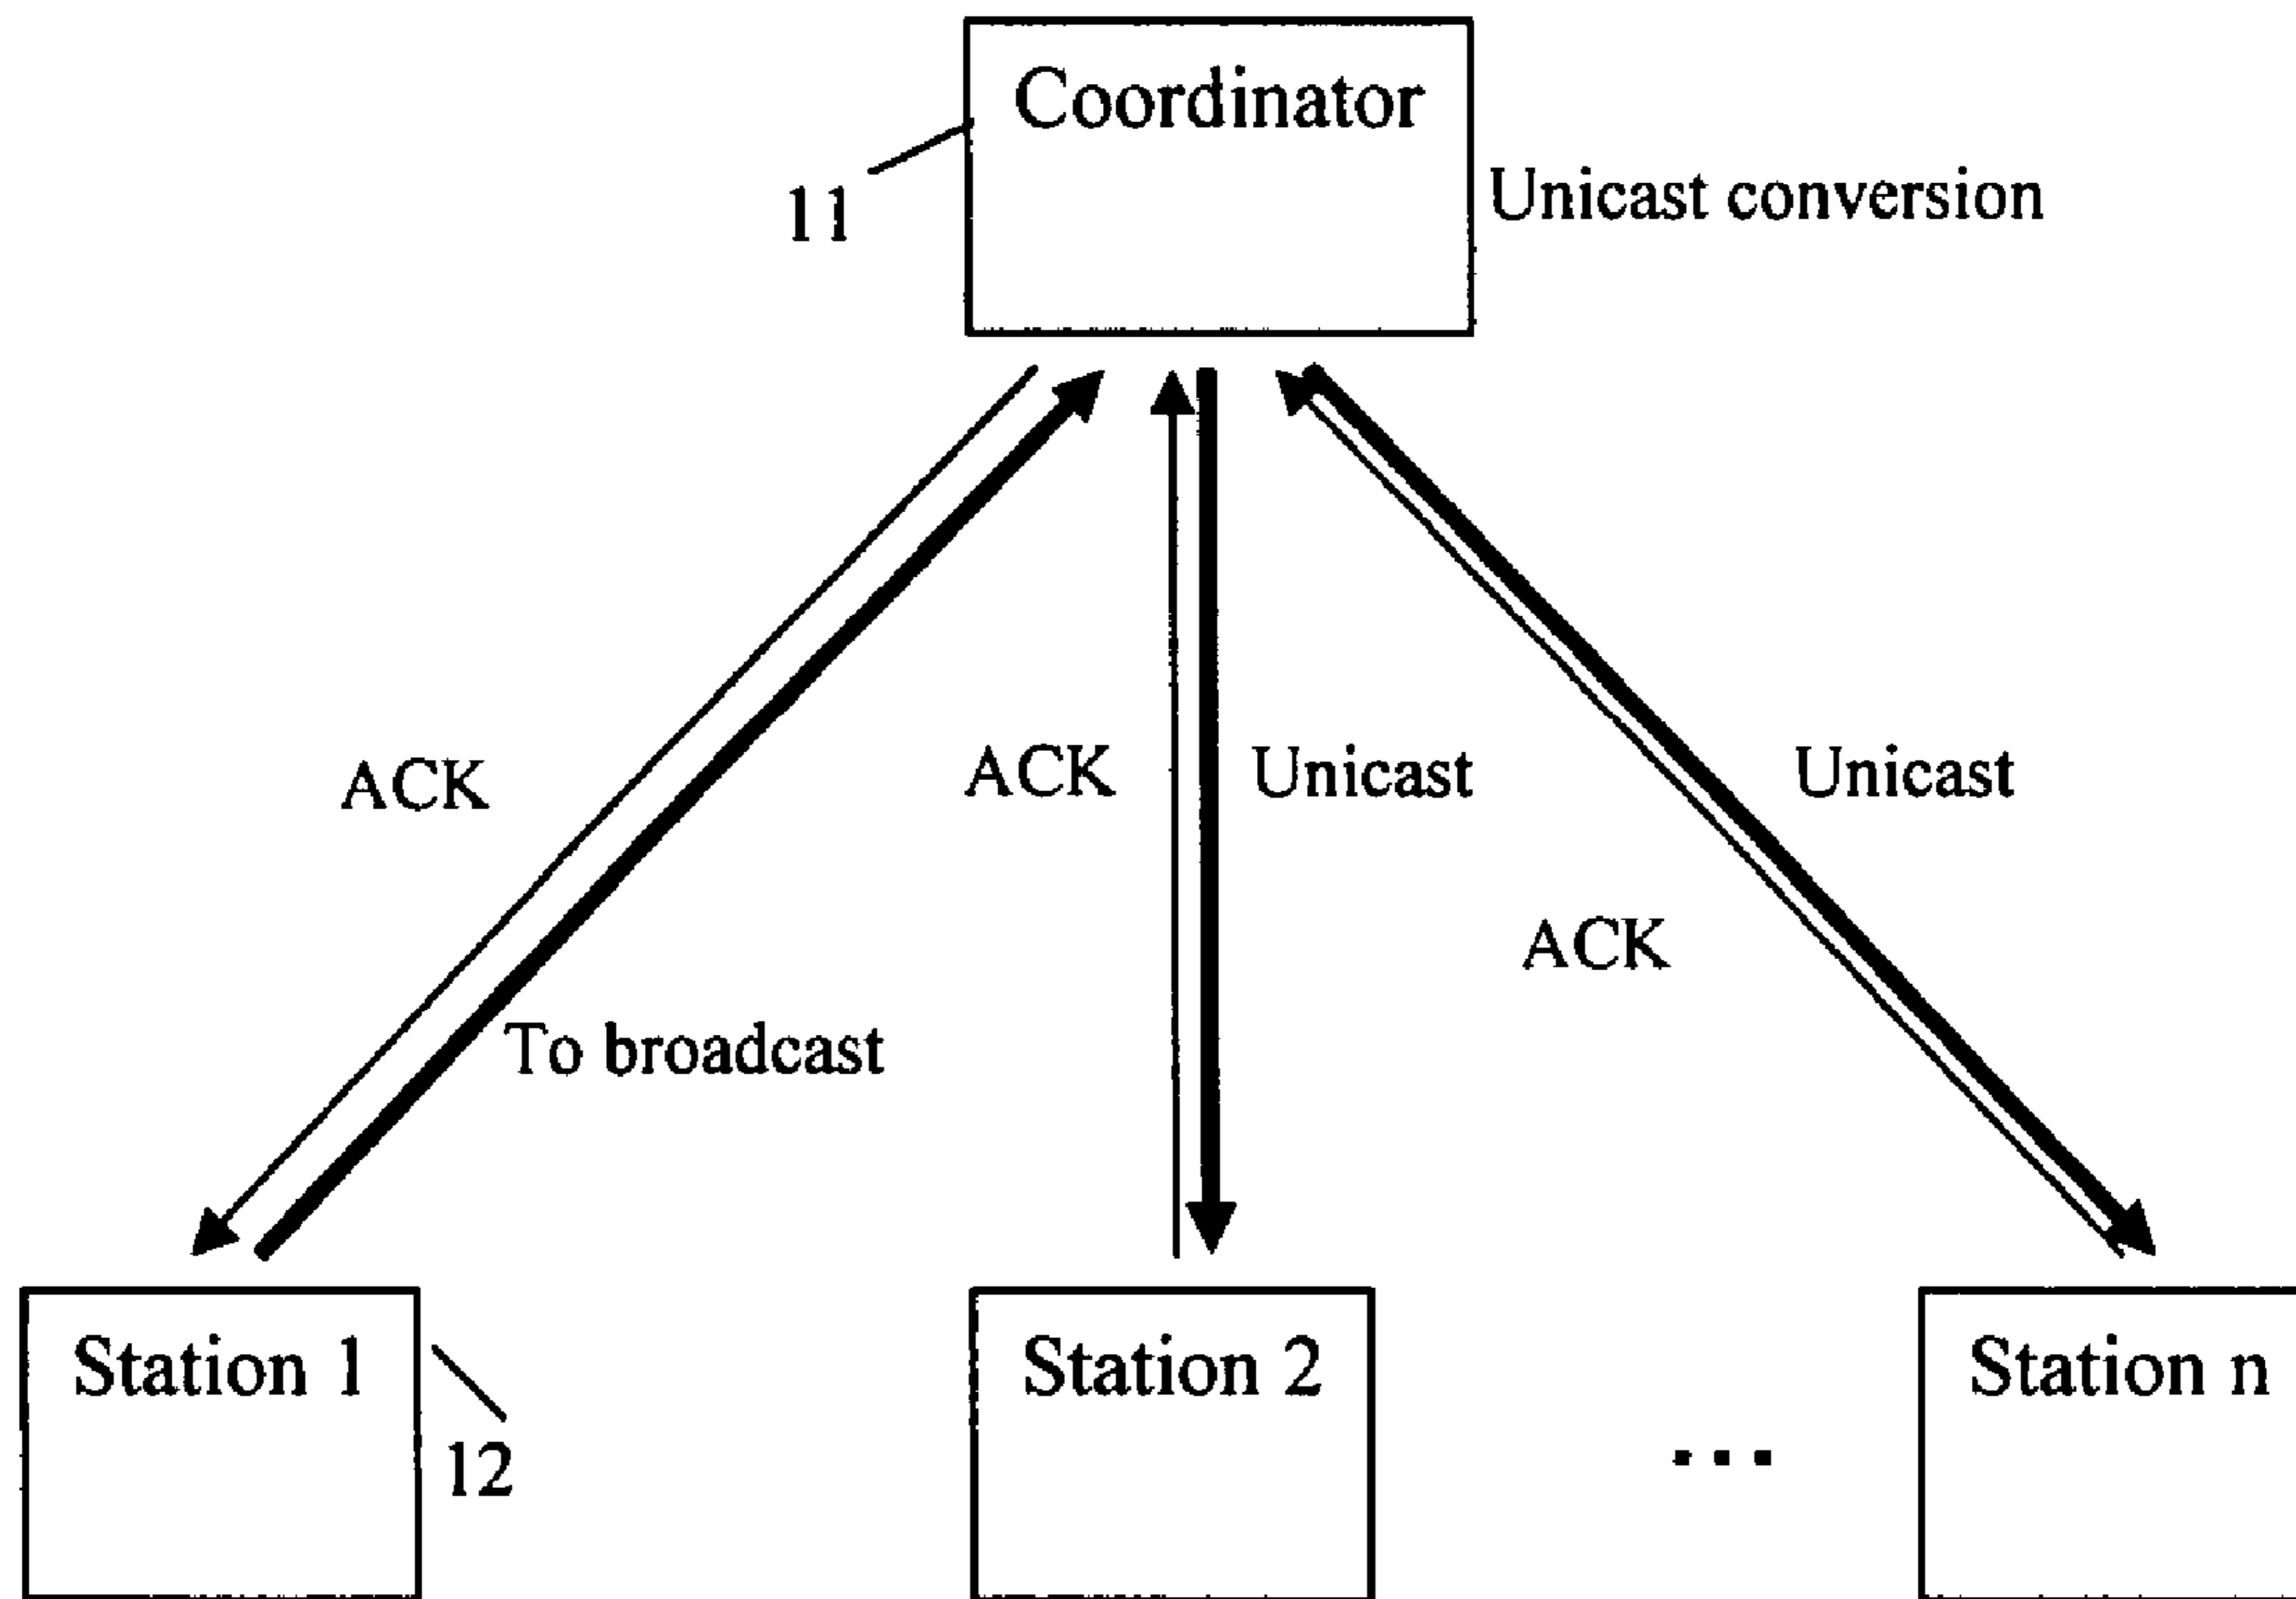 Coordinator
11
Unicast conversion
ACK
ACK
Unicast
Unicast
ACK
To broadcast
Station 1
Station 2
Station n
12
...